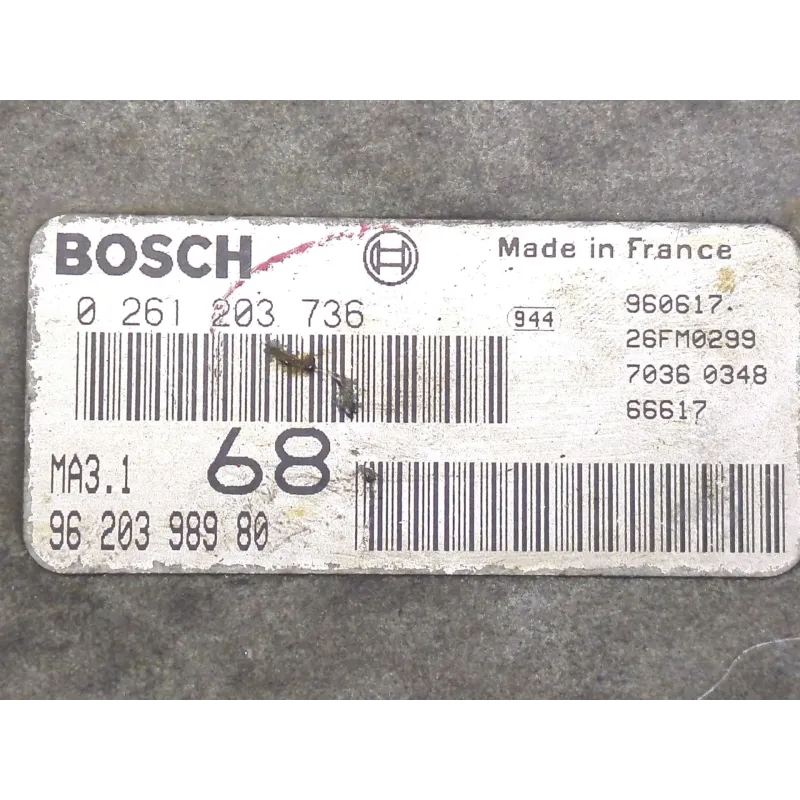 BOSCH
Made in France
0 261 203 736
944
960617.
26FM0299
7036 0348
66617
MA3.1
68
96 203 989 80